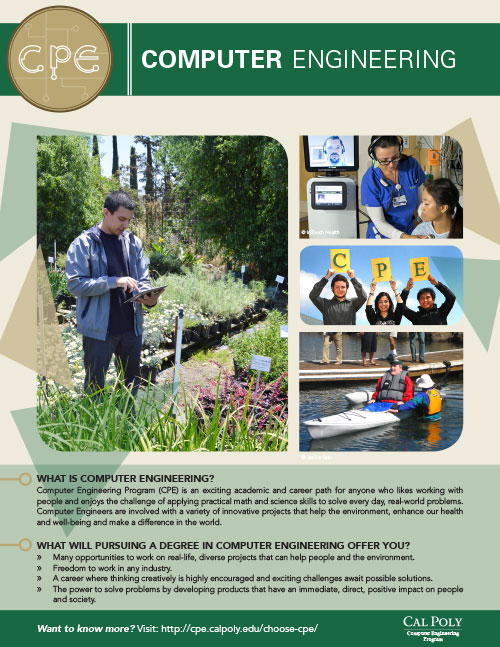 CPE
COMPUTER ENGINEERING
© InTouch Health
C P E
WHAT IS COMPUTER ENGINEERING?
Computer Engineering Program (CPE) is an exciting academic and career path for anyone who likes working with
people and enjoys the challenge of applying practical math and science skills to solve every day, real-world problems.
Computer Engineers are involved with a variety of innovative projects that help the environment, enhance our health
and well-being and make a difference in the world.
WHAT WILL PURSUING A DEGREE IN COMPUTER ENGINEERING OFFER YOU?
» Many opportunities to work on real-life, diverse projects that can help people and the environment.
» Freedom to work in any industry.
» A career where thinking creatively is highly encouraged and exciting challenges await possible solutions.
» The power to solve problems by developing products that have an immediate, direct, positive impact on people
and society.
Want to know more? Visit: http://cpe.calpoly.edu/choose-cpe/
CAL POLY
Computer Engineering
Program